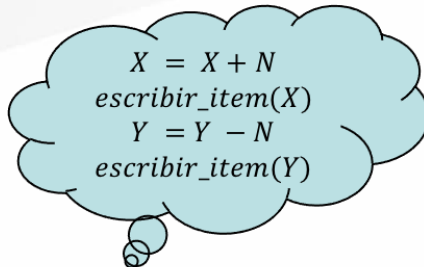 X = X + N
escribir_item(X)
Y = Y − N
escribir_item(Y)